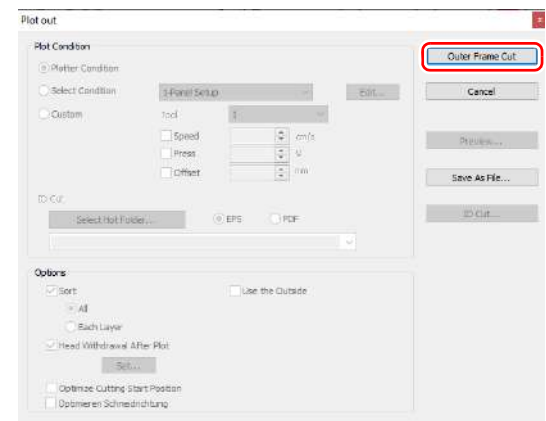 Plot out
Plot Condition
Plotter Condition
Select Condition
1-Panel Setup
Edit...
Custom
Tool
1
Speed
cm/s
Press
Offset
mm
ID Cut
Select Hot Folder...
EPS
PDF
Options
Sort
Use the Outside
All
Each Layer
Head Withdrawal After Plot
Set...
Optimize Cutting Start Position
Optimieren Schneidrichtung
Outer Frame Cut
Cancel
Preview...
Save As File...
ID Cut...